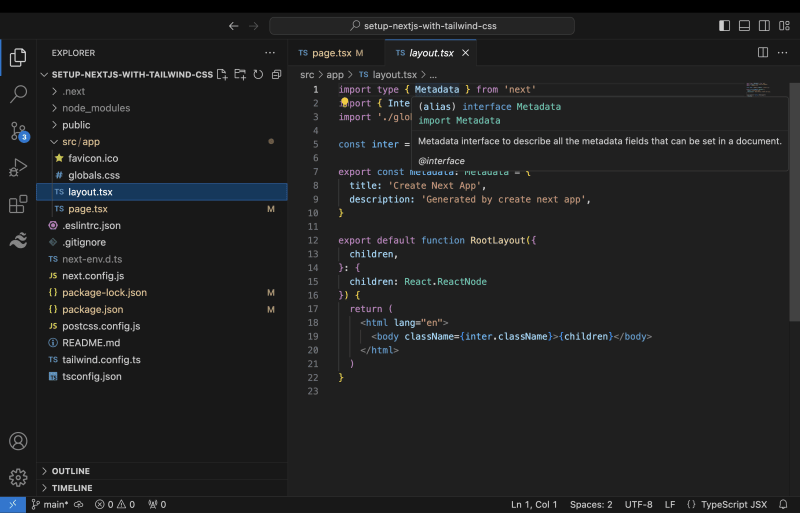 setup-nextjs-with-tailwind-css
EXPLORER
SETUP-NEXTJS-WITH-TAILWIND-CSS
.next
node_modules
public
src/app
favicon.ico
# globals.css
TS layout.tsx
TS page.tsx M
.eslintrc.json
.gitignore
TS next-env.d.ts
JS next.config.js
{ } package-lock.json M
{ } package.json M
JS postcss.config.js
README.md
TS tailwind.config.ts
tsconfig.json
OUTLINE
TIMELINE
3
TS page.tsx M
TS layout.tsx
src > app > TS layout.tsx > ...
1 import type { Metadata } from 'next'
2 import { Inte
3 import './glo
4
5 const inter =
6
7 export const metadata: Metadata = {
8 title: 'Create Next App',
9 description: 'Generated by create next app',
10 }
11
12 export default function RootLayout({
13 children,
14 }: {
15 children: React.ReactNode
16 }) {
17 return (
18 <html lang="en">
19 <body className={inter.className}>{children}</body>
20 </html>
21 )
22 }
23
(alias) interface Metadata
import Metadata
Metadata interface to describe all the metadata fields that can be set in a document.
@interface
main* 0 0 0
Ln 1, Col 1 Spaces: 2 UTF-8 LF { } TypeScript JSX